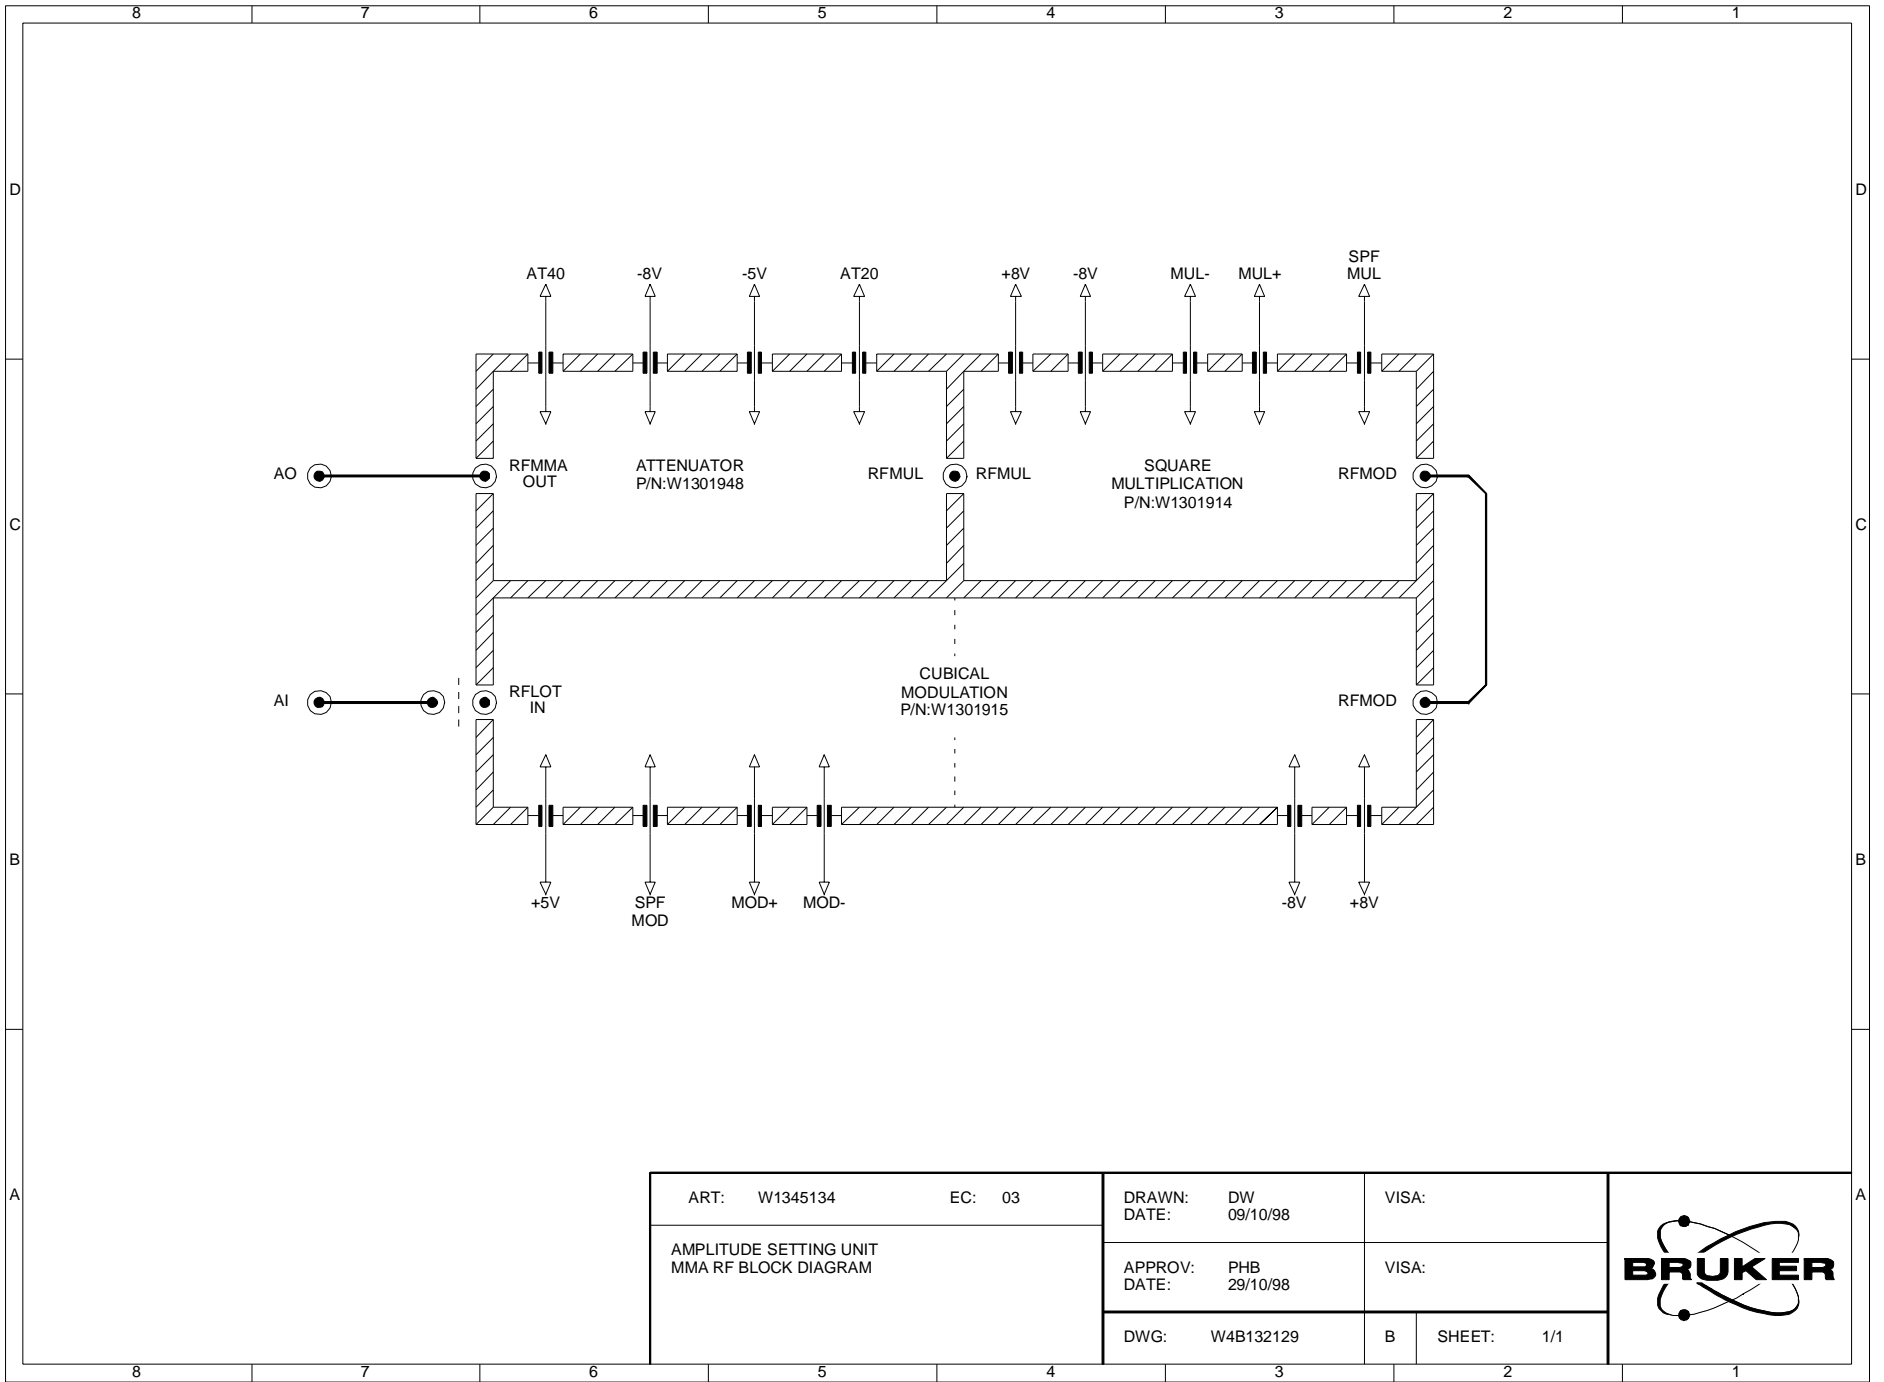 8 7 6 5 4 3 2 1
D D
SPF
AT40 -8V -5V AT20 +8V -8V MUL- MUL+ MUL
AO
RFMMA
OUT
ATTENUATOR
P/N:W1301948
RFMUL RFMUL
SQUARE
MULTIPLICATION
P/N:W1301914
RFMOD
C C
AI
RFLOT
IN
CUBICAL
MODULATION
P/N:W1301915
RFMOD
B B
+5V SPF MOD+ MOD- -8V +8V
MOD
A A
ART: W1345134 EC: 03
AMPLITUDE SETTING UNIT
MMA RF BLOCK DIAGRAM
DRAWN: DW
DATE: 09/10/98
VISA:
APPROV: PHB
DATE: 29/10/98
VISA:
DWG: W4B132129 B SHEET: 1/1
BRUKER
8 7 6 5 4 3 2 1